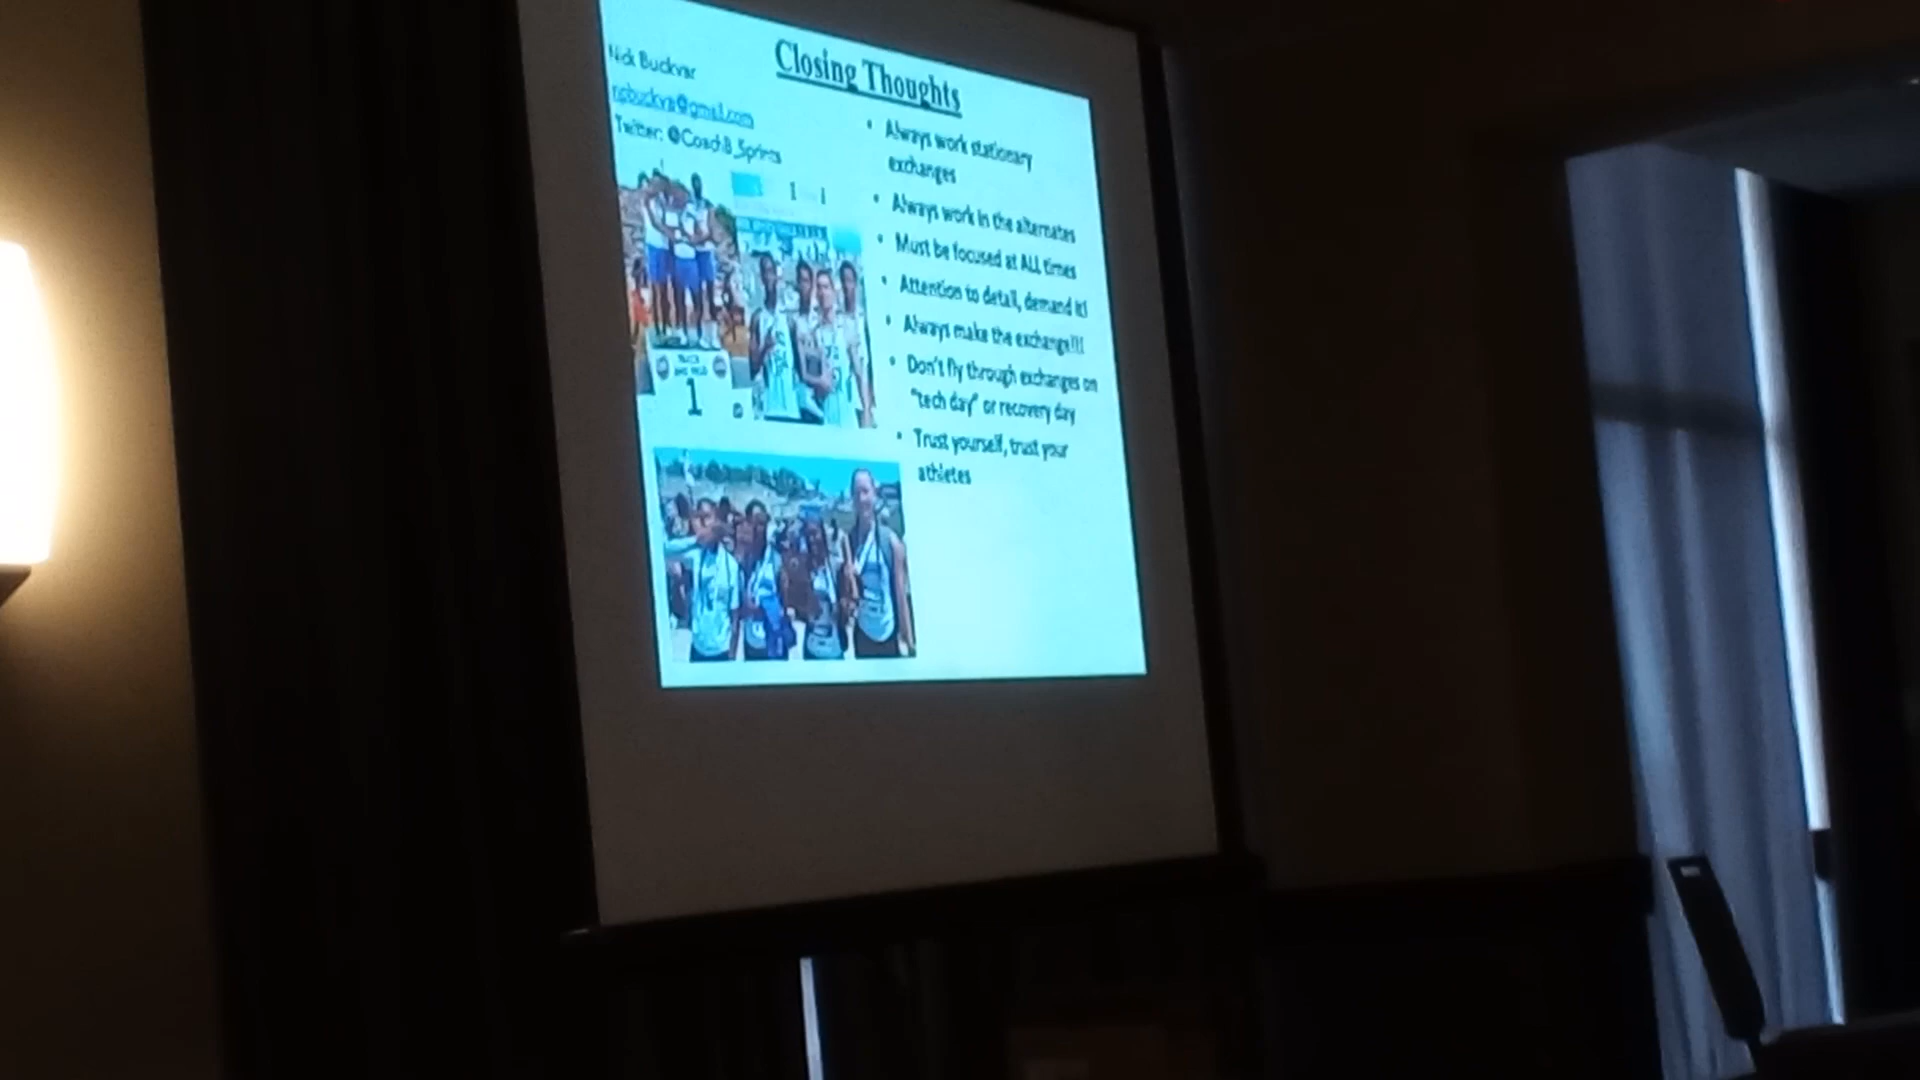 Closing Thoughts
Nick Buckvar
Twitter: @CoachB_Sprints
• Always work stationary
exchanges
• Always work in the alternates
• Must be focused at ALL times
• Attention to detail, demand it!
• Always make the exchange!!!
• Don't fly through exchanges on
"tech day" or recovery day
• Trust yourself, trust your
athletes
1